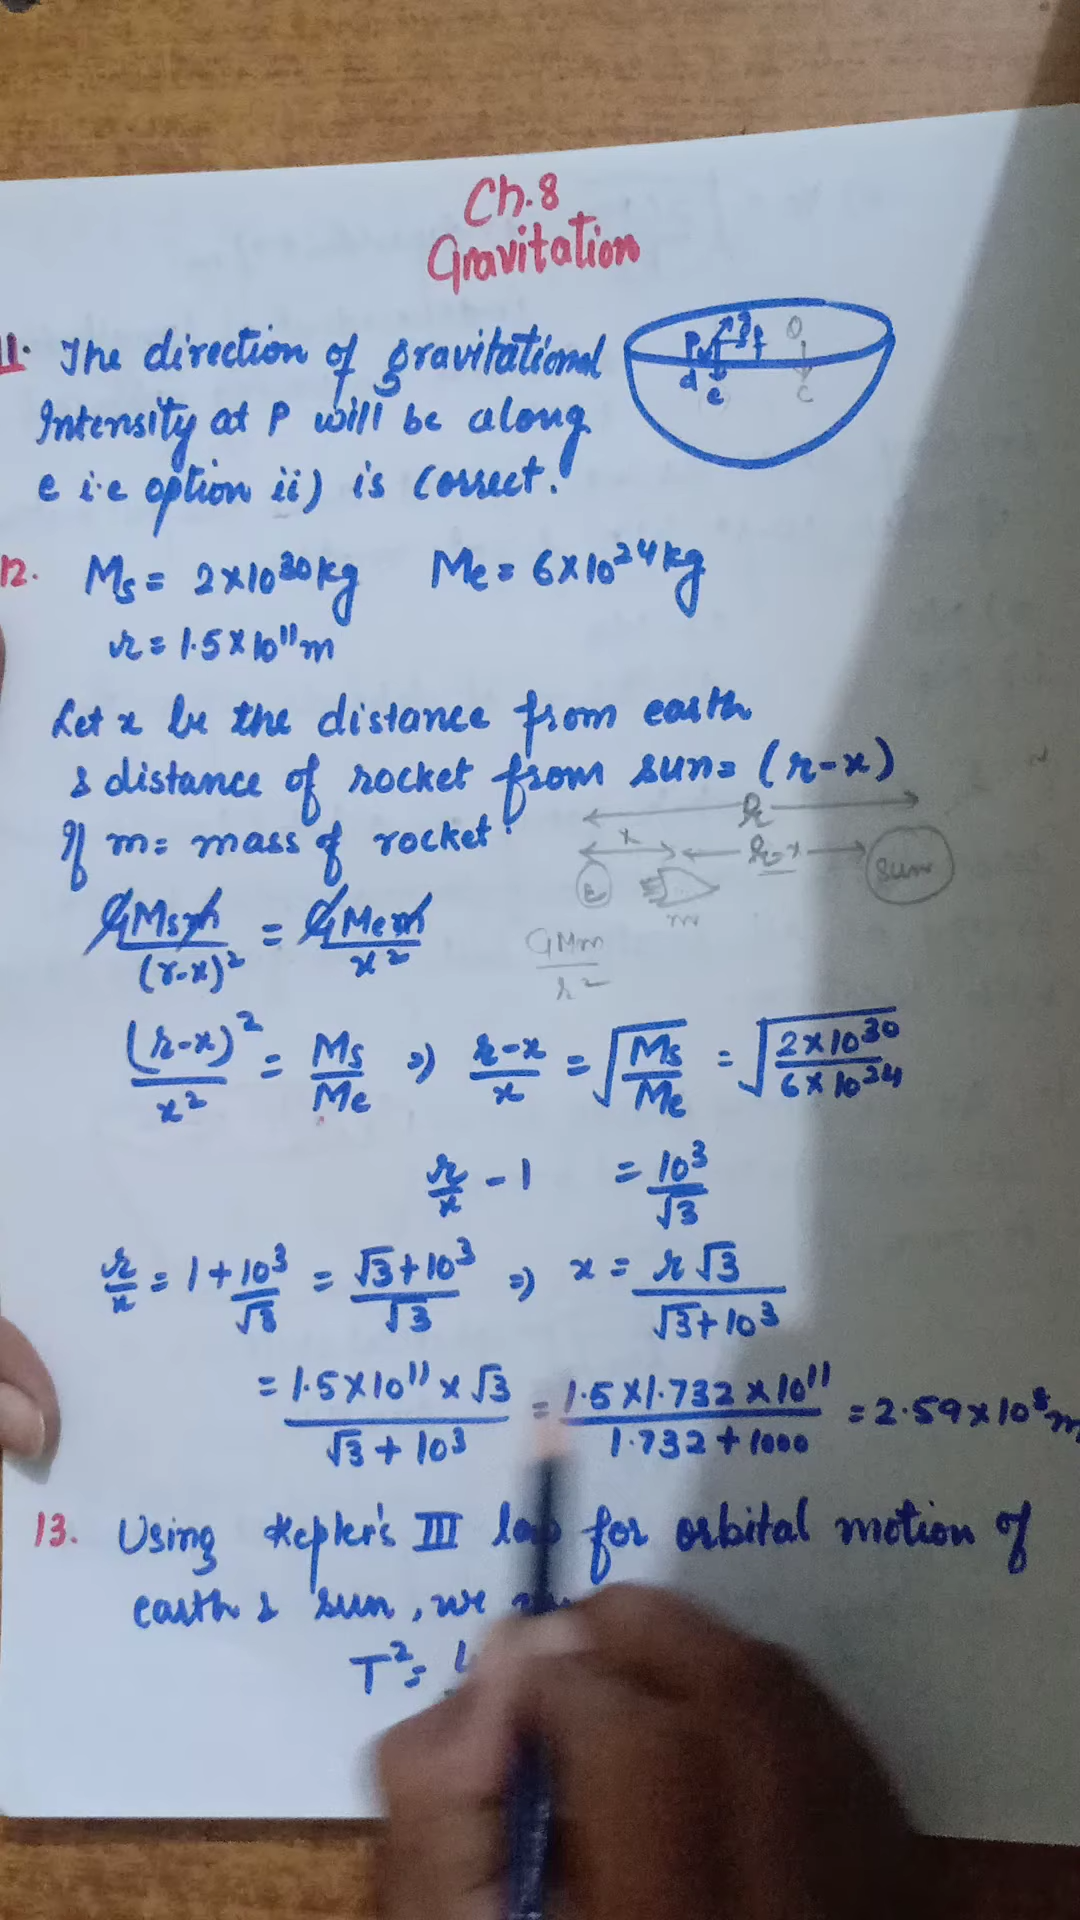 Ch.8
Gravitation
11. The direction of gravitational
Intensity at P will be along
e i.e option ii) is correct.
P g f O
d e C
12. Ms = 2×10³⁰kg Me = 6×10²⁴kg
r = 1.5×10¹¹m
Let x be the distance from earth
& distance of rocket from sun = (r-x)
If m = mass of rocket.
r
x r-x
E m sun
GMsm/(r-x)² = GMem/x²
GMm/r²
(r-x)²/x² = Ms/Me ⇒ r-x/x = √Ms/Me = √2×10³⁰/6×10²⁴
r/x - 1 = 10³/√3
r/x = 1 + 10³/√3 = √3+10³/√3 ⇒ x = r√3/√3+10³
= 1.5×10¹¹×√3/√3+10³ = 1.5×1.732×10¹¹/1.732+1000 = 2.59×10⁸m
13. Using Kepler's III law for orbital motion of
earth & sun, we
T² =